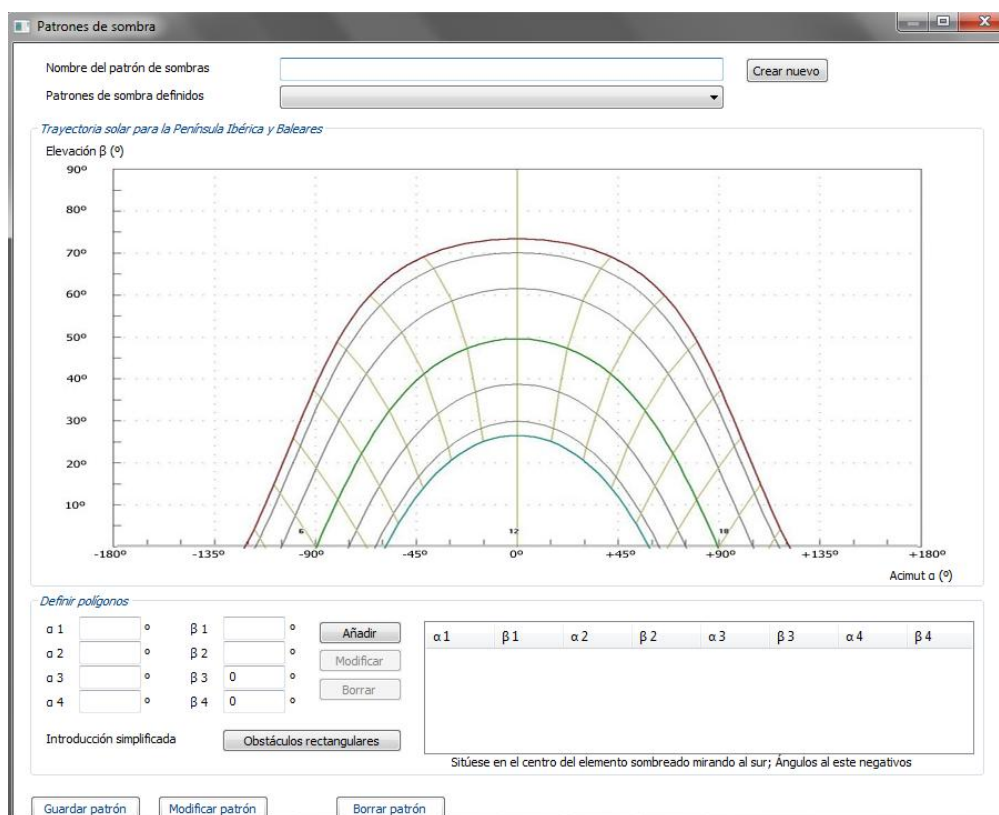 Patrones de sombra
Nombre del patrón de sombras
Crear nuevo
Patrones de sombra definidos
Trayectoria solar para la Península Ibérica y Baleares
Elevación β (º)
90º
80º
70º
60º
50º
40º
30º
20º
10º
6 12 18
-180º -135º -90º -45º 0º +45º +90º +135º +180º
Acimut α (º)
Definir polígonos
α 1 º β 1 º Añadir
α 2 º β 2 º Modificar
α 3 º β 3 0 º Borrar
α 4 º β 4 0 º
α 1 β 1 α 2 β 2 α 3 β 3 α 4 β 4
Introducción simplificada Obstáculos rectangulares
Sitúese en el centro del elemento sombreado mirando al sur; Ángulos al este negativos
Guardar patrón Modificar patrón Borrar patrón